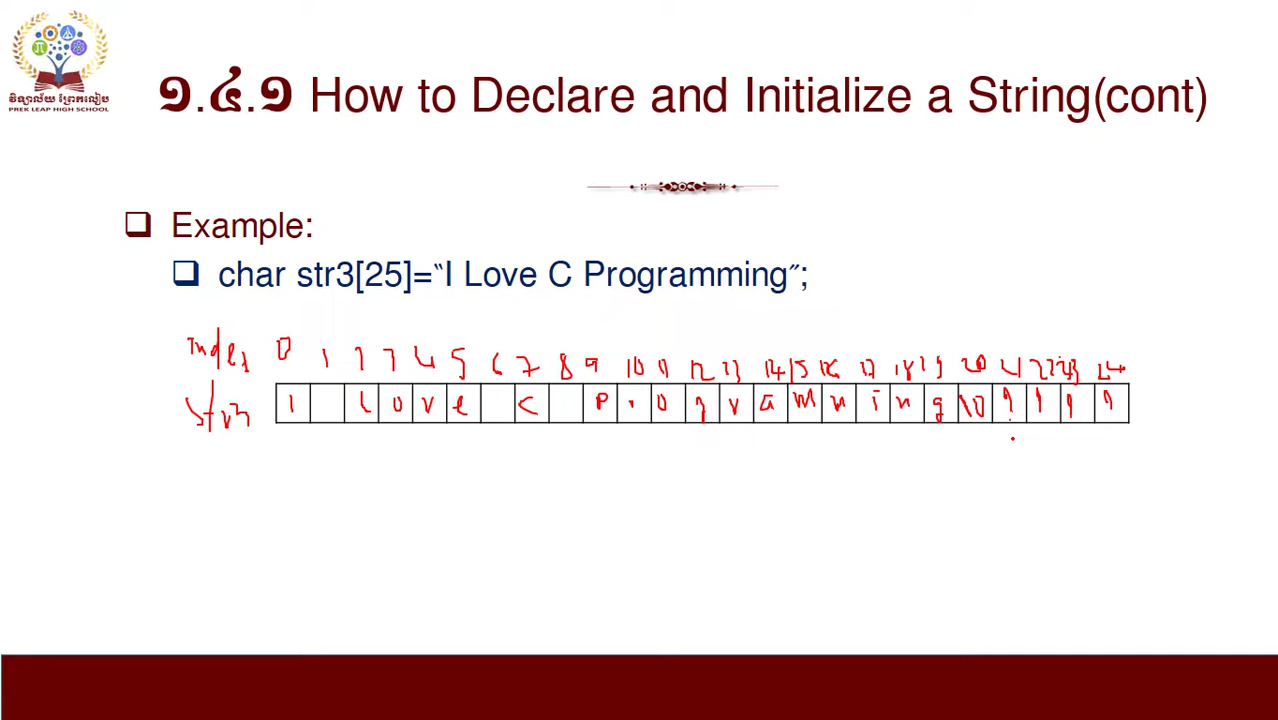 វិទ្យាល័យ ព្រែកលៀប
PREK LEAP HIGH SCHOOL
១.៤.១ How to Declare and Initialize a String(cont)
Example:
char str3[25]=“I Love C Programming”;
Index 0 1 2 3 4 5 6 7 8 9 10 11 12 13 14 15 16 17 18 19 20 21 22 23 24
str3 I L o v e C P r o g r a m m i n g \0 ? ? ? ?